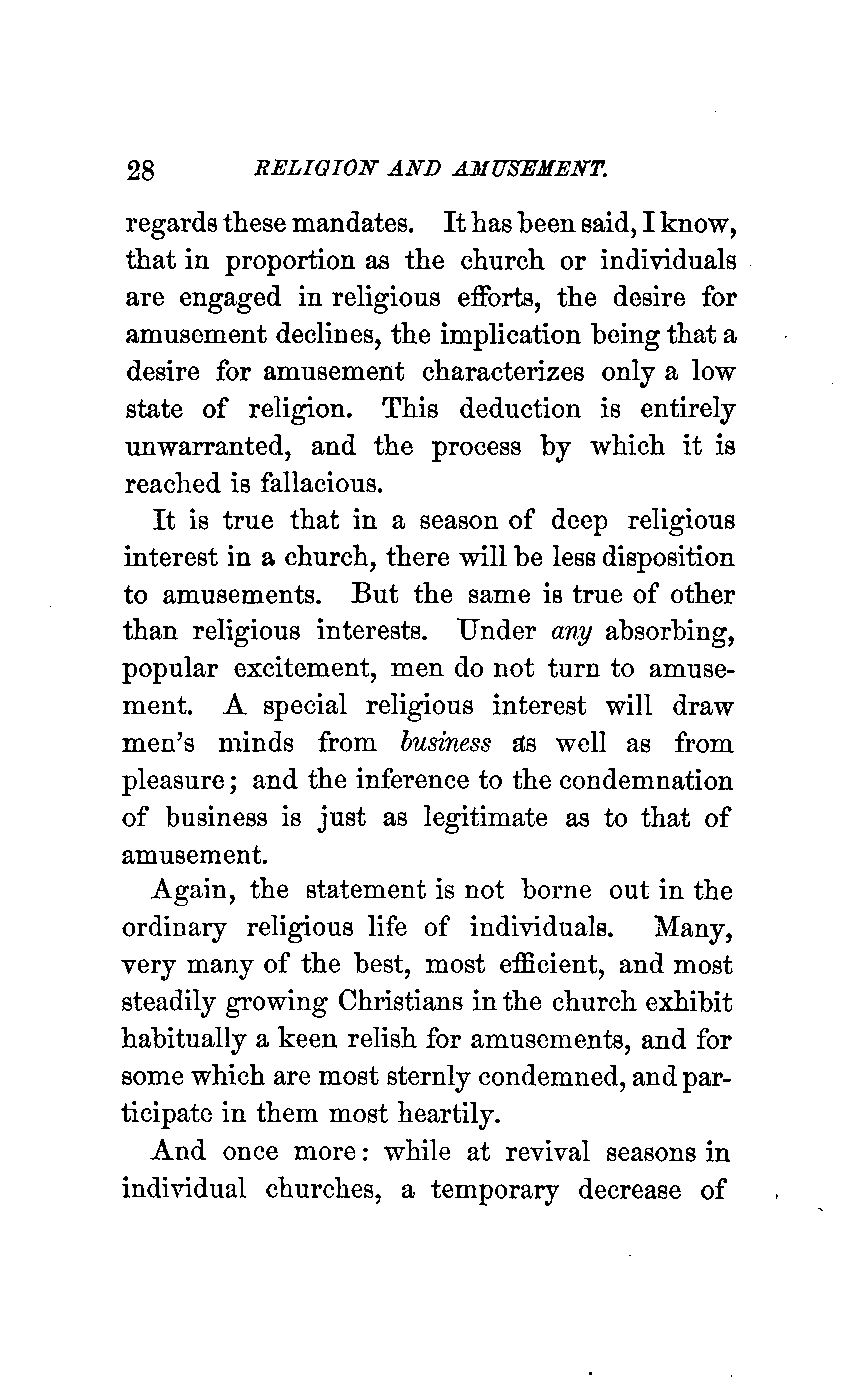 28 RELIGION AND AMUSEMENT.
regards these mandates. It has been said, I know,
that in proportion as the church or individuals
are engaged in religious efforts, the desire for
amusement declines, the implication being that a
desire for amusement characterizes only a low
state of religion. This deduction is entirely
unwarranted, and the process by which it is
reached is fallacious.
It is true that in a season of deep religious
interest in a church, there will be less disposition
to amusements. But the same is true of other
than religious interests. Under any absorbing,
popular excitement, men do not turn to amuse-
ment. A special religious interest will draw
men's minds from business as well as from
pleasure; and the inference to the condemnation
of business is just as legitimate as to that of
amusement.
Again, the statement is not borne out in the
ordinary religious life of individuals. Many,
very many of the best, most efficient, and most
steadily growing Christians in the church exhibit
habitually a keen relish for amusements, and for
some which are most sternly condemned, and par-
ticipate in them most heartily.
And once more: while at revival seasons in
individual churches, a temporary decrease of